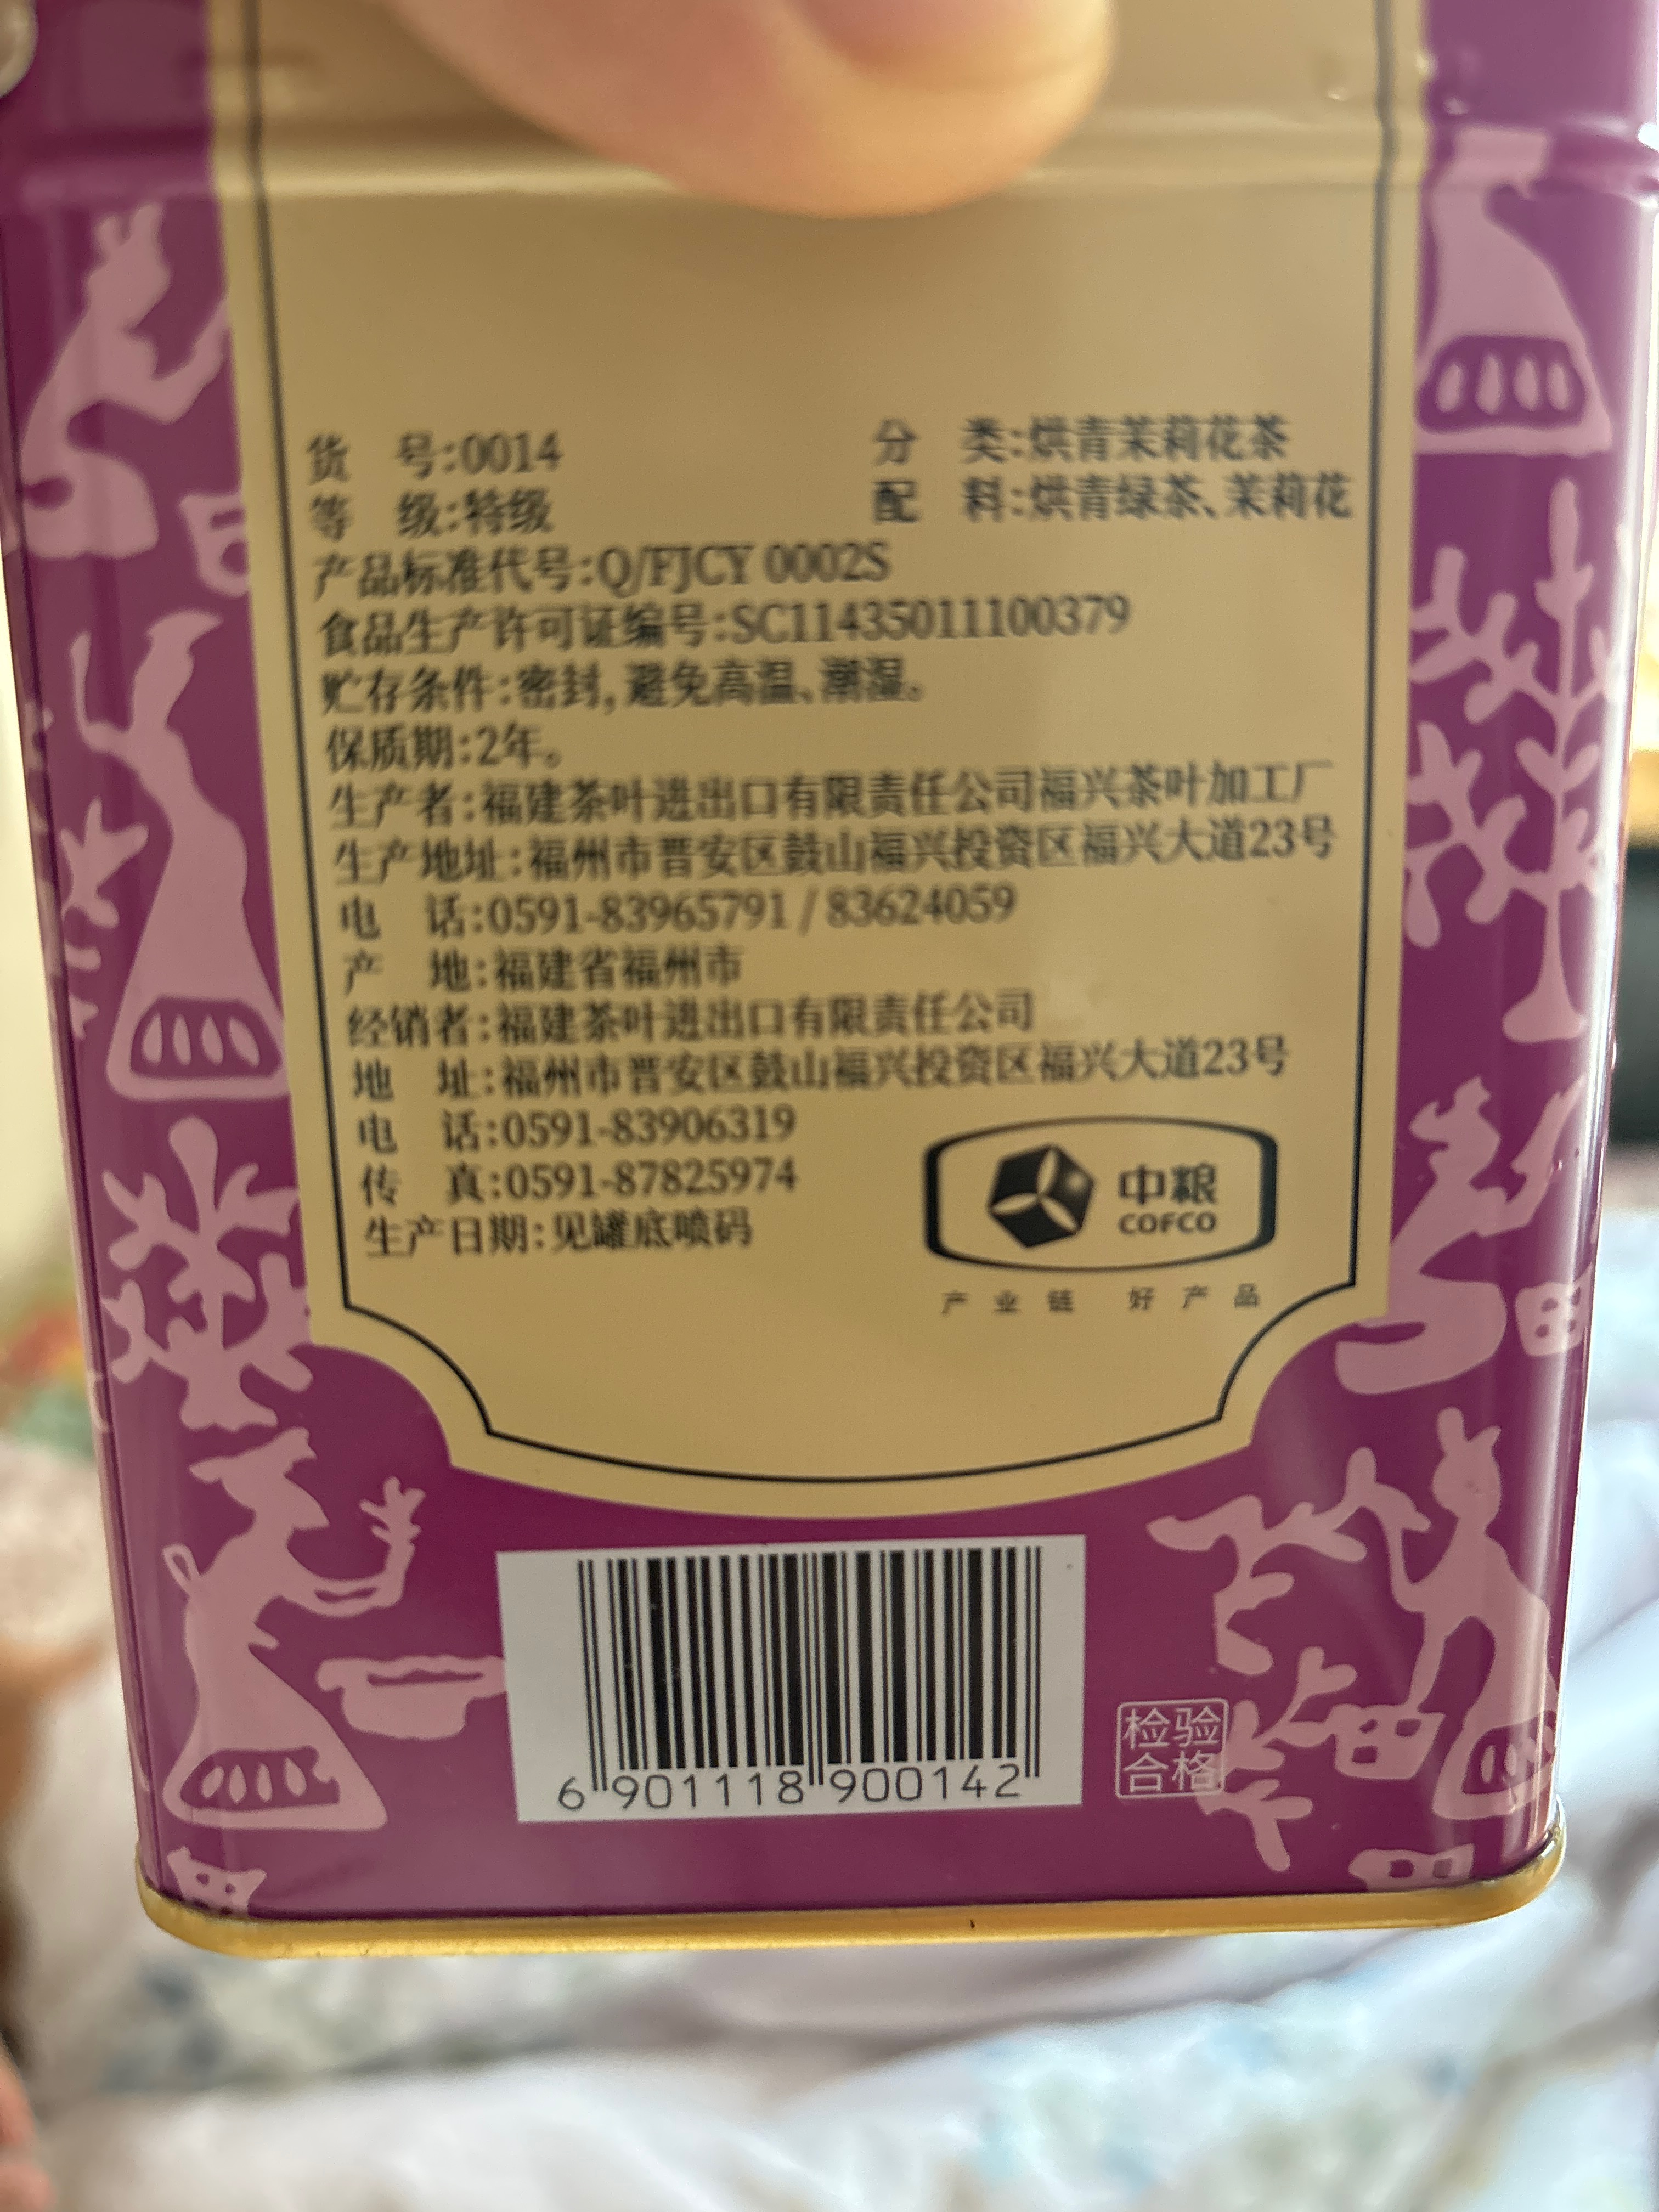 货 号:0014 分 类:烘青茉莉花茶
等 级:特级 配 料:烘青绿茶、茉莉花
产品标准代号:Q/FJCY 0002S
食品生产许可证编号:SC11435011100379
贮存条件:密封,避免高温、潮湿。
保质期:2年。
生产者:福建茶叶进出口有限责任公司福兴茶叶加工厂
生产地址:福州市晋安区鼓山福兴投资区福兴大道23号
电 话:0591-83965791 / 83624059
产 地:福建省福州市
经销者:福建茶叶进出口有限责任公司
地 址:福州市晋安区鼓山福兴投资区福兴大道23号
电 话:0591-83906319
传 真:0591-87825974
生产日期:见罐底喷码
中粮
COFCO
产业链 好产品
6 901118 900142
检验
合格